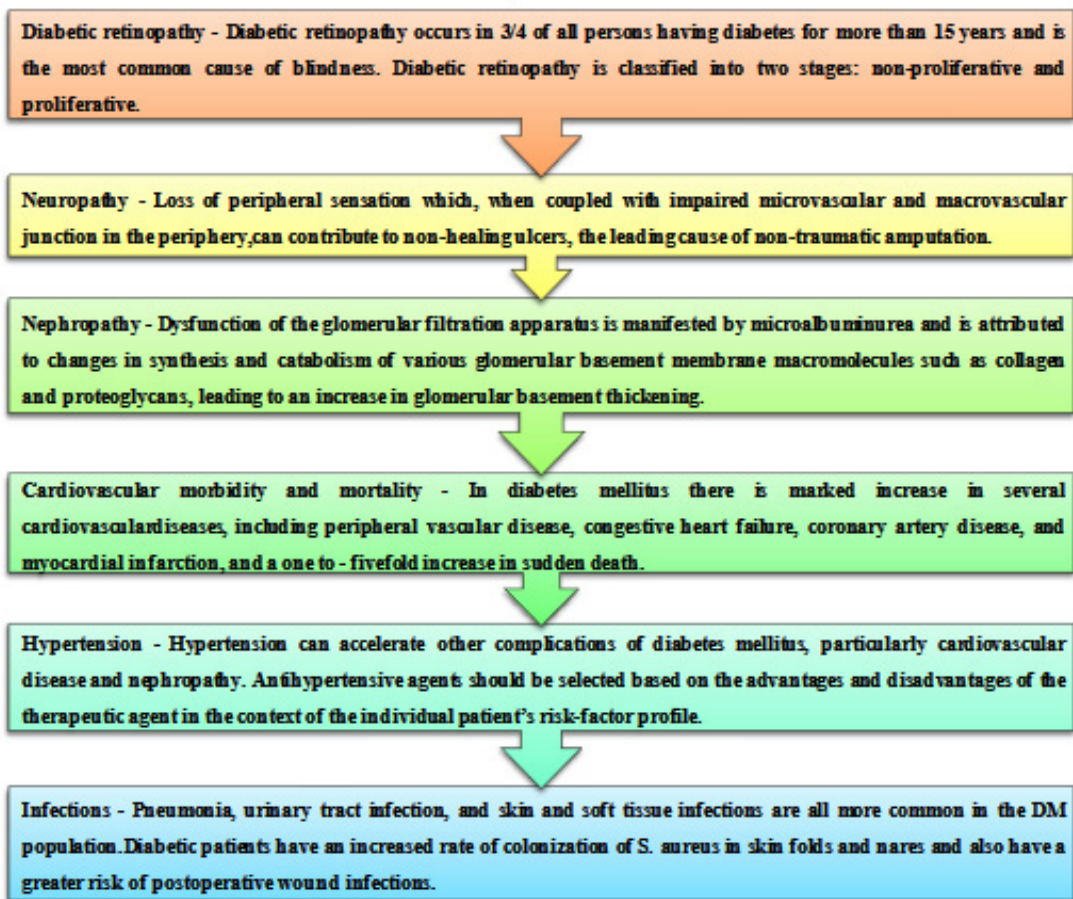 Diabetic retinopathy - Diabetic retinopathy occurs in 3/4 of all persons having diabetes for more than 15 years and is
the most common cause of blindness. Diabetic retinopathy is classified into two stages: non-proliferative and
proliferative.
Neuropathy - Loss of peripheral sensation which, when coupled with impaired microvascular and macrovascular
junction in the periphery,can contribute to non-healing ulcers, the leading cause of non-traumatic amputation.
Nephropathy - Dysfunction of the glomerular filtration apparatus is manifested by microalbuminurea and is attributed
to changes in synthesis and catabolism of various glomerular basement membrane macromolecules such as collagen
and proteoglycans, leading to an increase in glomerular basement thickening.
Cardiovascular morbidity and mortality - In diabetes mellitus there is marked increase in several
cardiovasculardiseases, including peripheral vascular disease, congestive heart failure, coronary artery disease, and
myocardial infarction, and a one to - fivefold increase in sudden death.
Hypertension - Hypertension can accelerate other complications of diabetes mellitus, particularly cardiovascular
disease and nephropathy. Antihypertensive agents should be selected based on the advantages and disadvantages of the
therapeutic agent in the context of the individual patient's risk-factor profile.
Infections - Pneumonia, urinary tract infection, and skin and soft tissue infections are all more common in the DM
population.Diabetic patients have an increased rate of colonization of S. aureus in skin folds and nares and also have a
greater risk of postoperative wound infections.